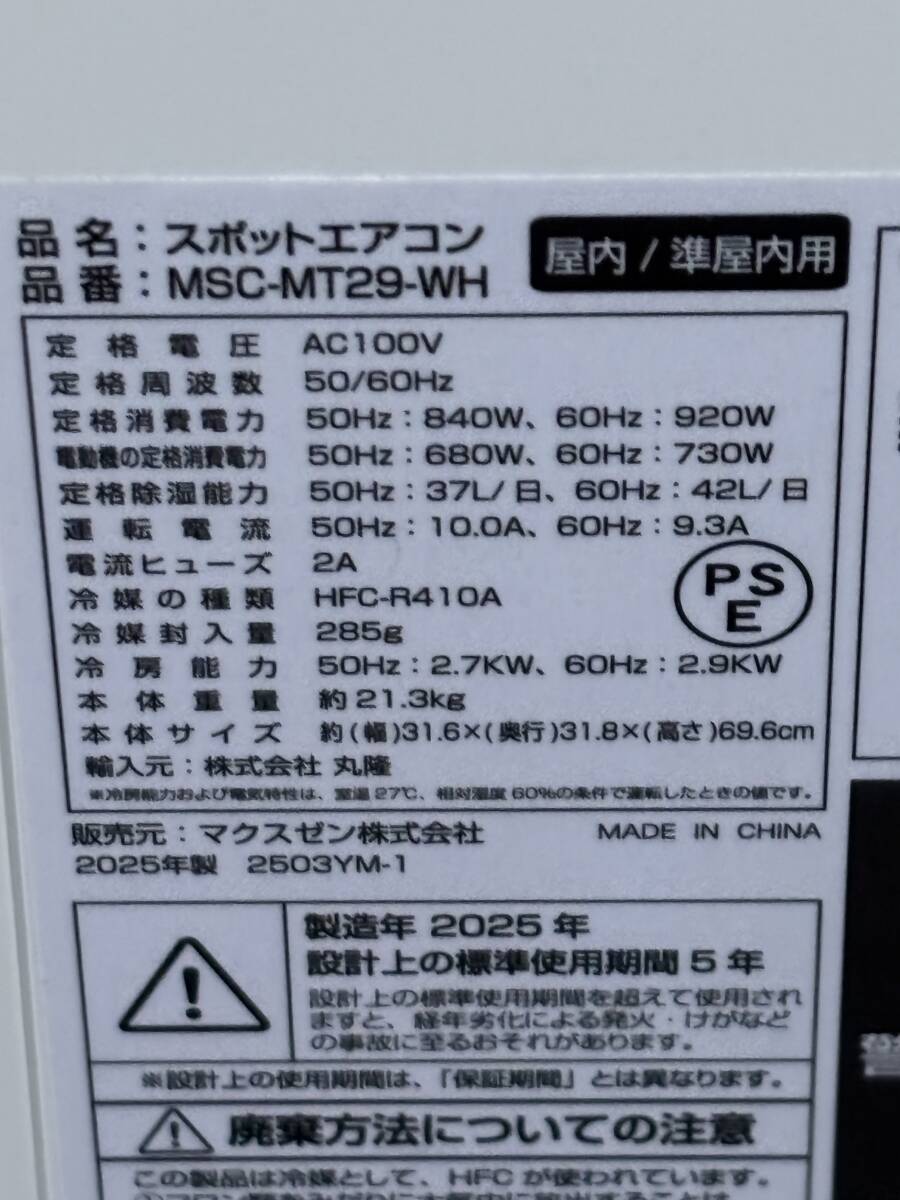 品名：スポットエアコン
品番：MSC-MT29-WH
屋内/準屋内用
定格電圧 AC100V
定格周波数 50/60Hz
定格消費電力 50Hz：840W、60Hz：920W
電動機の定格消費電力 50Hz：680W、60Hz：730W
定格除湿能力 50Hz：37L/日、60Hz：42L/日
運転電流 50Hz：10.0A、60Hz：9.3A
電流ヒューズ 2A
冷媒の種類 HFC-R410A
冷媒封入量 285g
PSE
冷房能力 50Hz：2.7KW、60Hz：2.9KW
本体重量 約21.3kg
本体サイズ 約(幅)31.6×(奥行)31.8×(高さ)69.6cm
輸入元：株式会社 丸隆
※冷房能力および電気特性は、室温27℃、相対湿度60%の条件で運転したときの値です。
販売元：マクスゼン株式会社 MADE IN CHINA
2025年製 2503YM-1
製造年 2025年
設計上の標準使用期間 5年
設計上の標準使用期間を超えて使用され
ますと、経年劣化による発火・けがなど
の事故に至るおそれがあります。
※設計上の使用期間は、「保証期間」とは異なります。
廃棄方法についての注意
この製品は冷媒として、HFCが使われています。